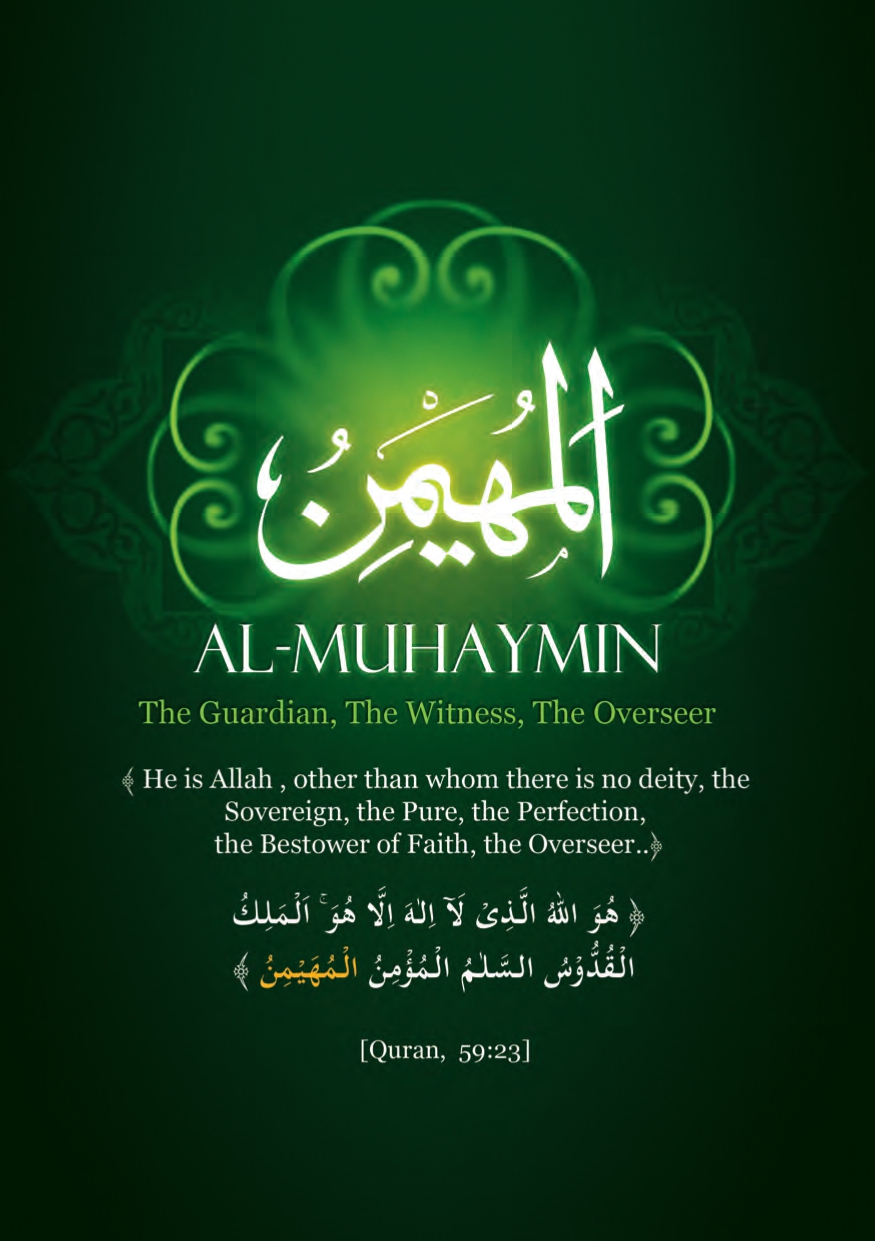 اَلْمُهَيْمِنُ
AL-MUHAYMIN
The Guardian, The Witness, The Overseer
﴾ He is Allah , other than whom there is no deity, the
Sovereign, the Pure, the Perfection,
the Bestower of Faith, the Overseer..﴿
﴿ هُوَ اللهُ الَّذِىْ لَآ اِلٰهَ اِلَّا هُوَ ۚ اَلْمَلِكُ
الْقُدُّوْسُ السَّلٰمُ الْمُؤْمِنُ الْمُهَيْمِنُ ﴾
[Quran, 59:23]